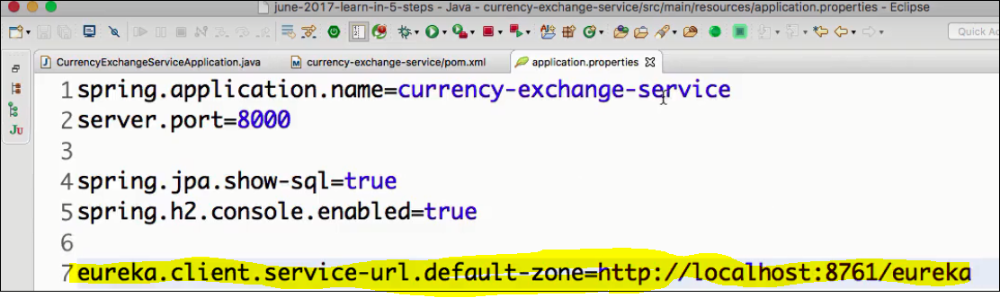 june-2017-learn-in-5-steps - Java - currency-exchange-service/src/main/resources/application.properties - Eclipse
Quick Ac
CurrencyExchangeServiceApplication.java
currency-exchange-service/pom.xml
application.properties
1 spring.application.name=currency-exchange-service
2 server.port=8000
3
4 spring.jpa.show-sql=true
5 spring.h2.console.enabled=true
6
7 eureka.client.service-url.default-zone=http://localhost:8761/eureka
Ju